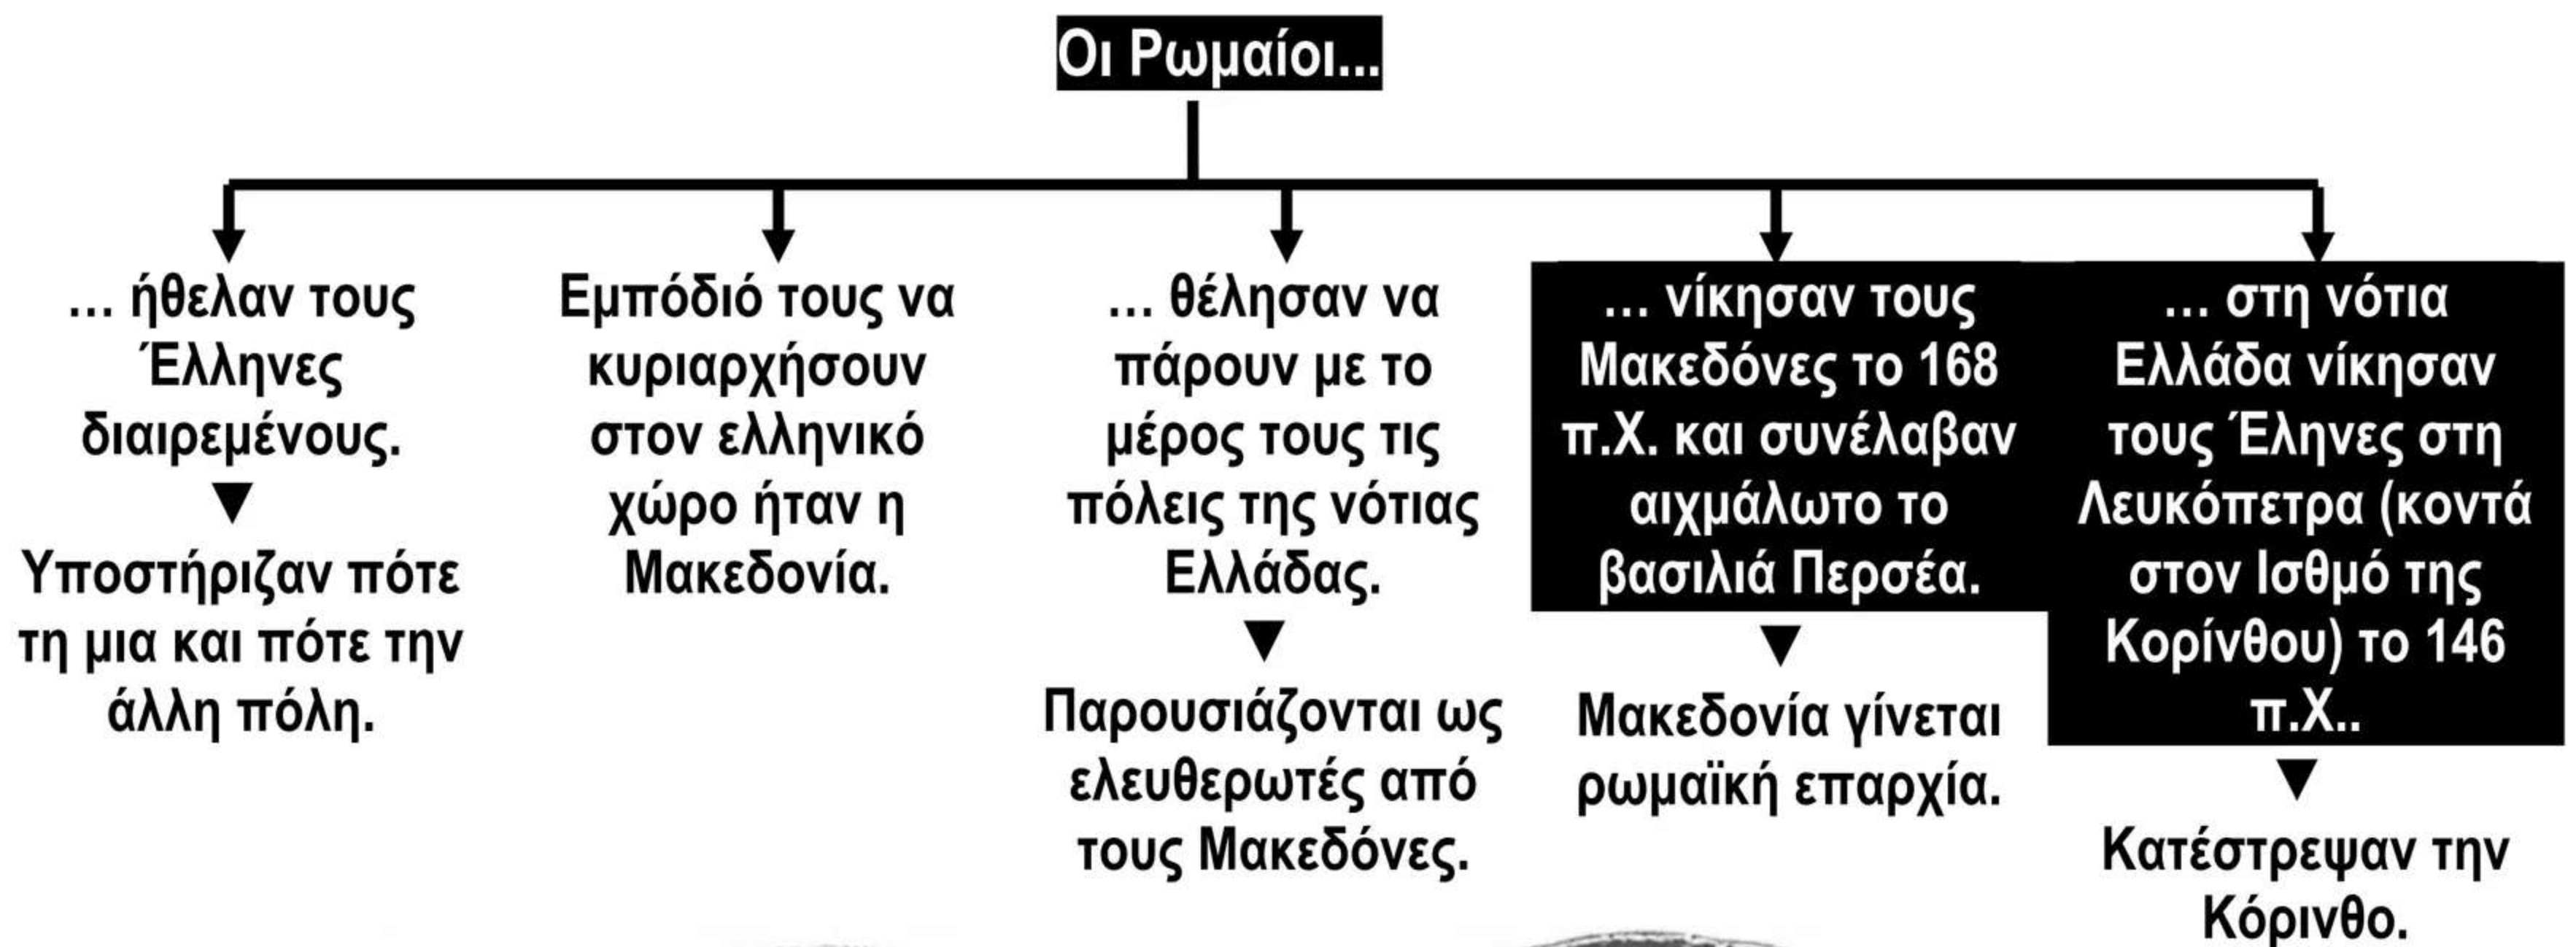 Οι Ρωμαίοι...
... ήθελαν τους
Έλληνες
διαιρεμένους.
Υποστήριζαν πότε
τη μια και πότε την
άλλη πόλη.
Εμπόδιό τους να
κυριαρχήσουν
στον ελληνικό
χώρο ήταν η
Μακεδονία.
... θέλησαν να
πάρουν με το
μέρος τους τις
πόλεις της νότιας
Ελλάδας.
Παρουσιάζονται ως
ελευθερωτές από
τους Μακεδόνες.
... νίκησαν τους
Μακεδόνες το 168
π.Χ. και συνέλαβαν
αιχμάλωτο το
βασιλιά Περσέα.
Μακεδονία γίνεται
ρωμαϊκή επαρχία.
... στη νότια
Ελλάδα νίκησαν
τους Έληνες στη
Λευκόπετρα (κοντά
στον Ισθμό της
Κορίνθου) το 146
π.Χ..
Κατέστρεψαν την
Κόρινθο.